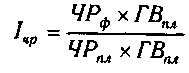 I_чр = (ЧР_ф × ГВ_пл) / (ЧР_пл × ГВ_пл)